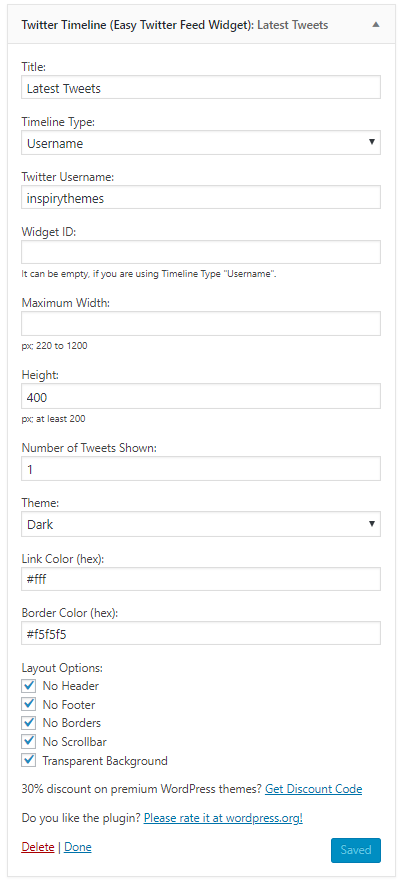 Twitter Timeline (Easy Twitter Feed Widget): Latest Tweets
Title:
Latest Tweets
Timeline Type:
Username
Twitter Username:
inspirythemes
Widget ID:
It can be empty, if you are using Timeline Type "Username".
Maximum Width:
px; 220 to 1200
Height:
400
px; at least 200
Number of Tweets Shown:
1
Theme:
Dark
Link Color (hex):
#fff
Border Color (hex):
#f5f5f5
Layout Options:
No Header
No Footer
No Borders
No Scrollbar
Transparent Background
30% discount on premium WordPress themes? Get Discount Code
Do you like the plugin? Please rate it at wordpress.org!
Delete | Done
Saved